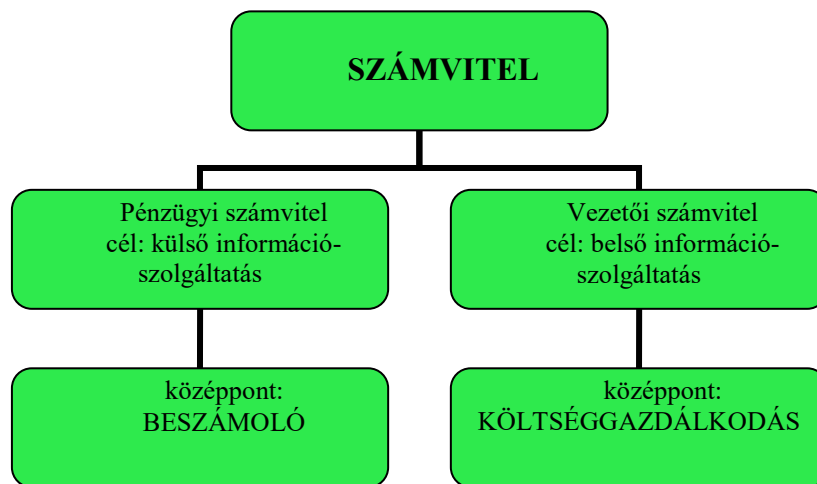 SZÁMVITEL
Pénzügyi számvitel
cél: külső információ-
szolgáltatás
Vezetői számvitel
cél: belső információ-
szolgáltatás
középpont:
BESZÁMOLÓ
középpont:
KÖLTSÉGGAZDÁLKODÁS